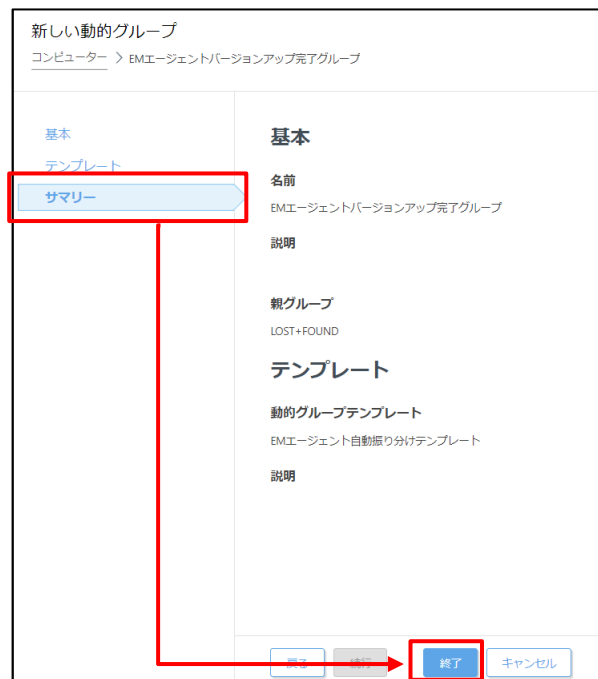 新しい動的グループ
コンピューター > EMエージェントバージョンアップ完了グループ
基本
テンプレート
サマリー
基本
名前
EMエージェントバージョンアップ完了グループ
説明
親グループ
LOST+FOUND
テンプレート
動的グループテンプレート
EMエージェント自動振り分けテンプレート
説明
戻る 続行 終了 キャンセル